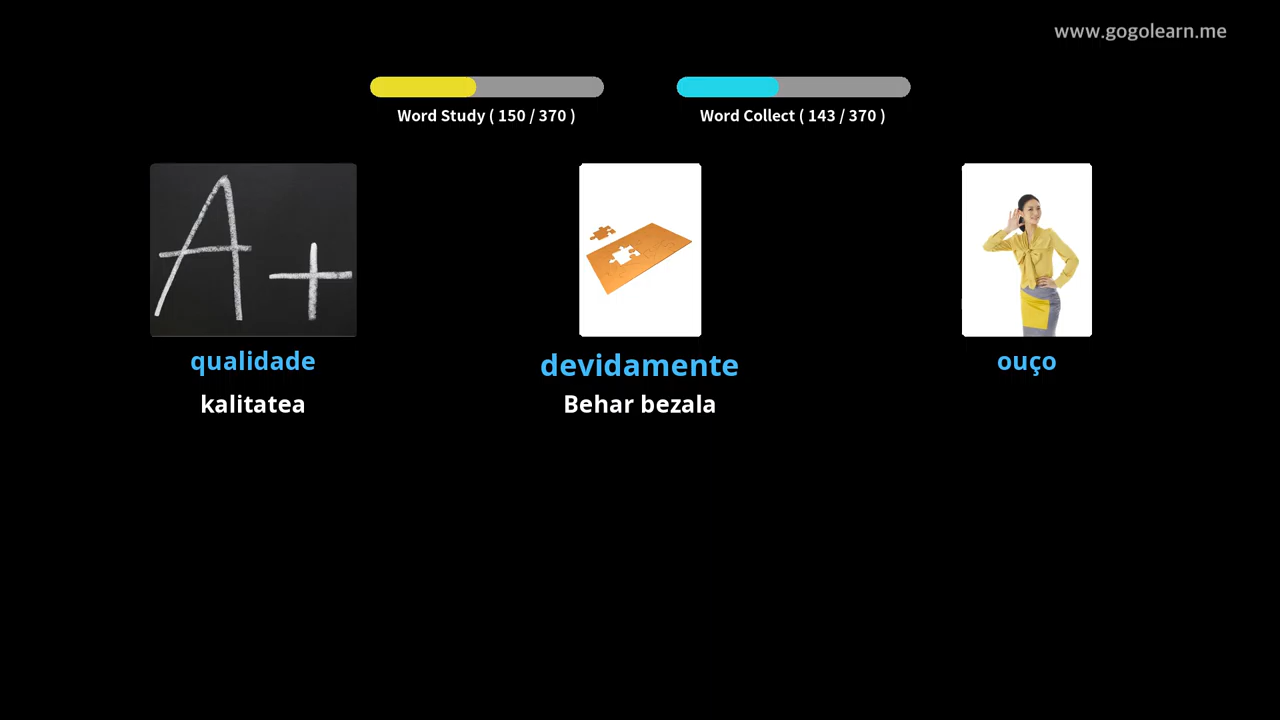 www.gogolearn.me
Word Study ( 150 / 370 )
Word Collect ( 143 / 370 )
A+
qualidade
kalitatea
devidamente
Behar bezala
ouço